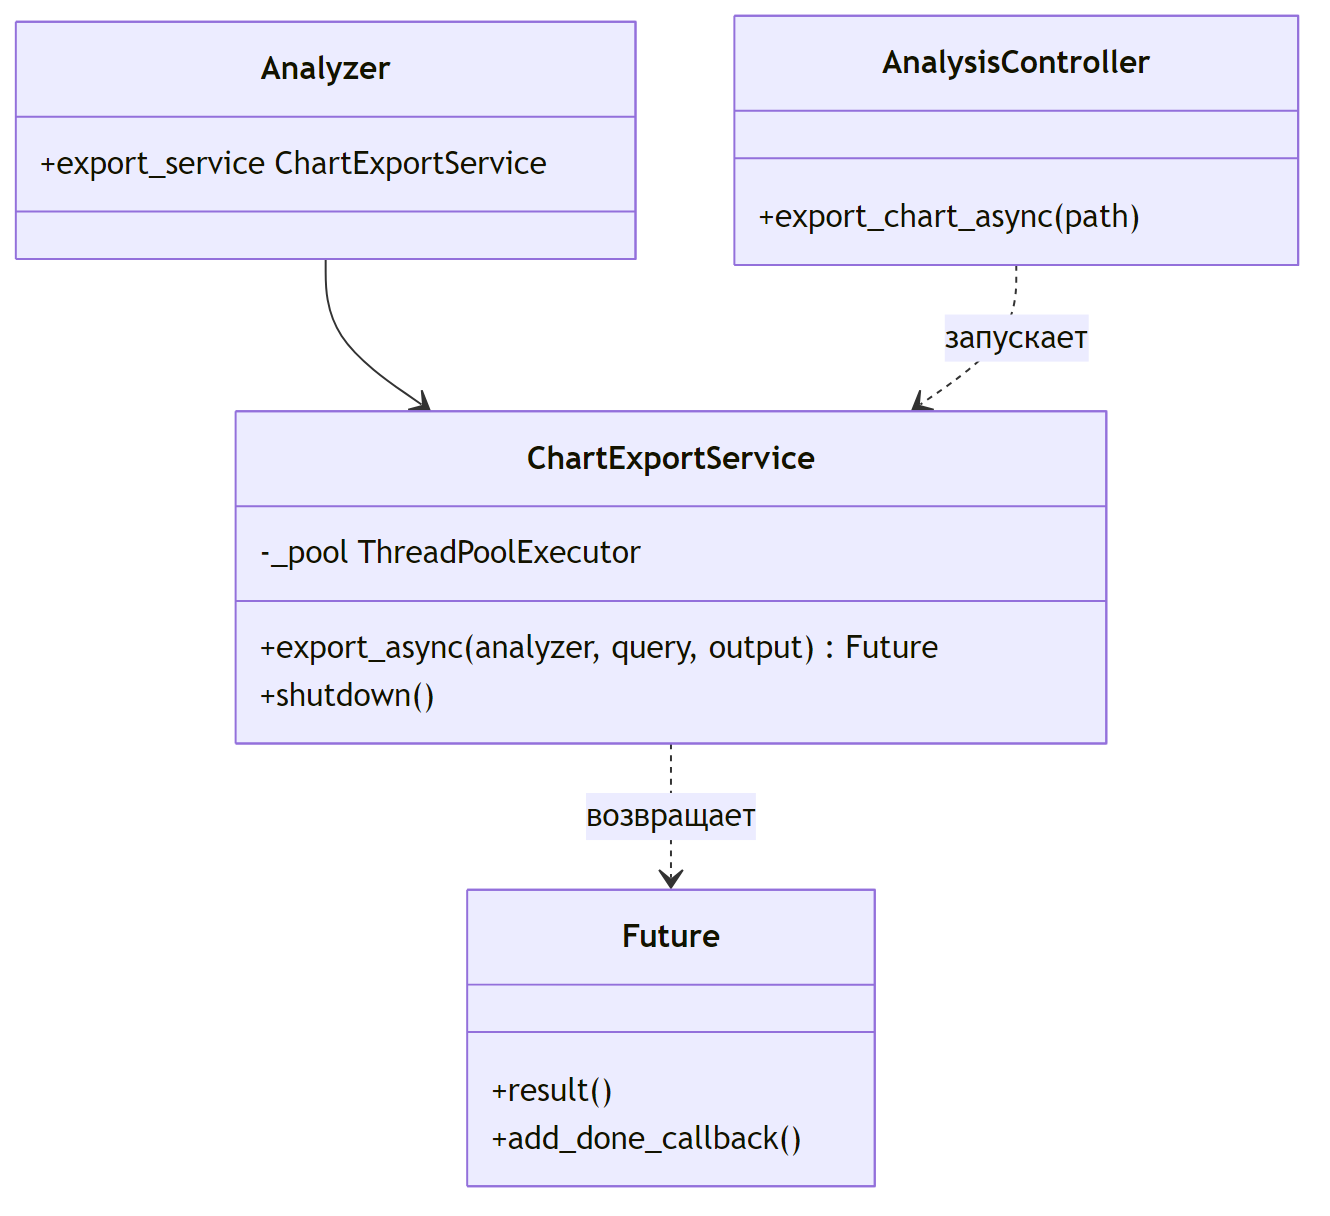 Analyzer
+export_service ChartExportService
AnalysisController
+export_chart_async(path)
запускает
ChartExportService
-_pool ThreadPoolExecutor
+export_async(analyzer, query, output) : Future
+shutdown()
возвращает
Future
+result()
+add_done_callback()